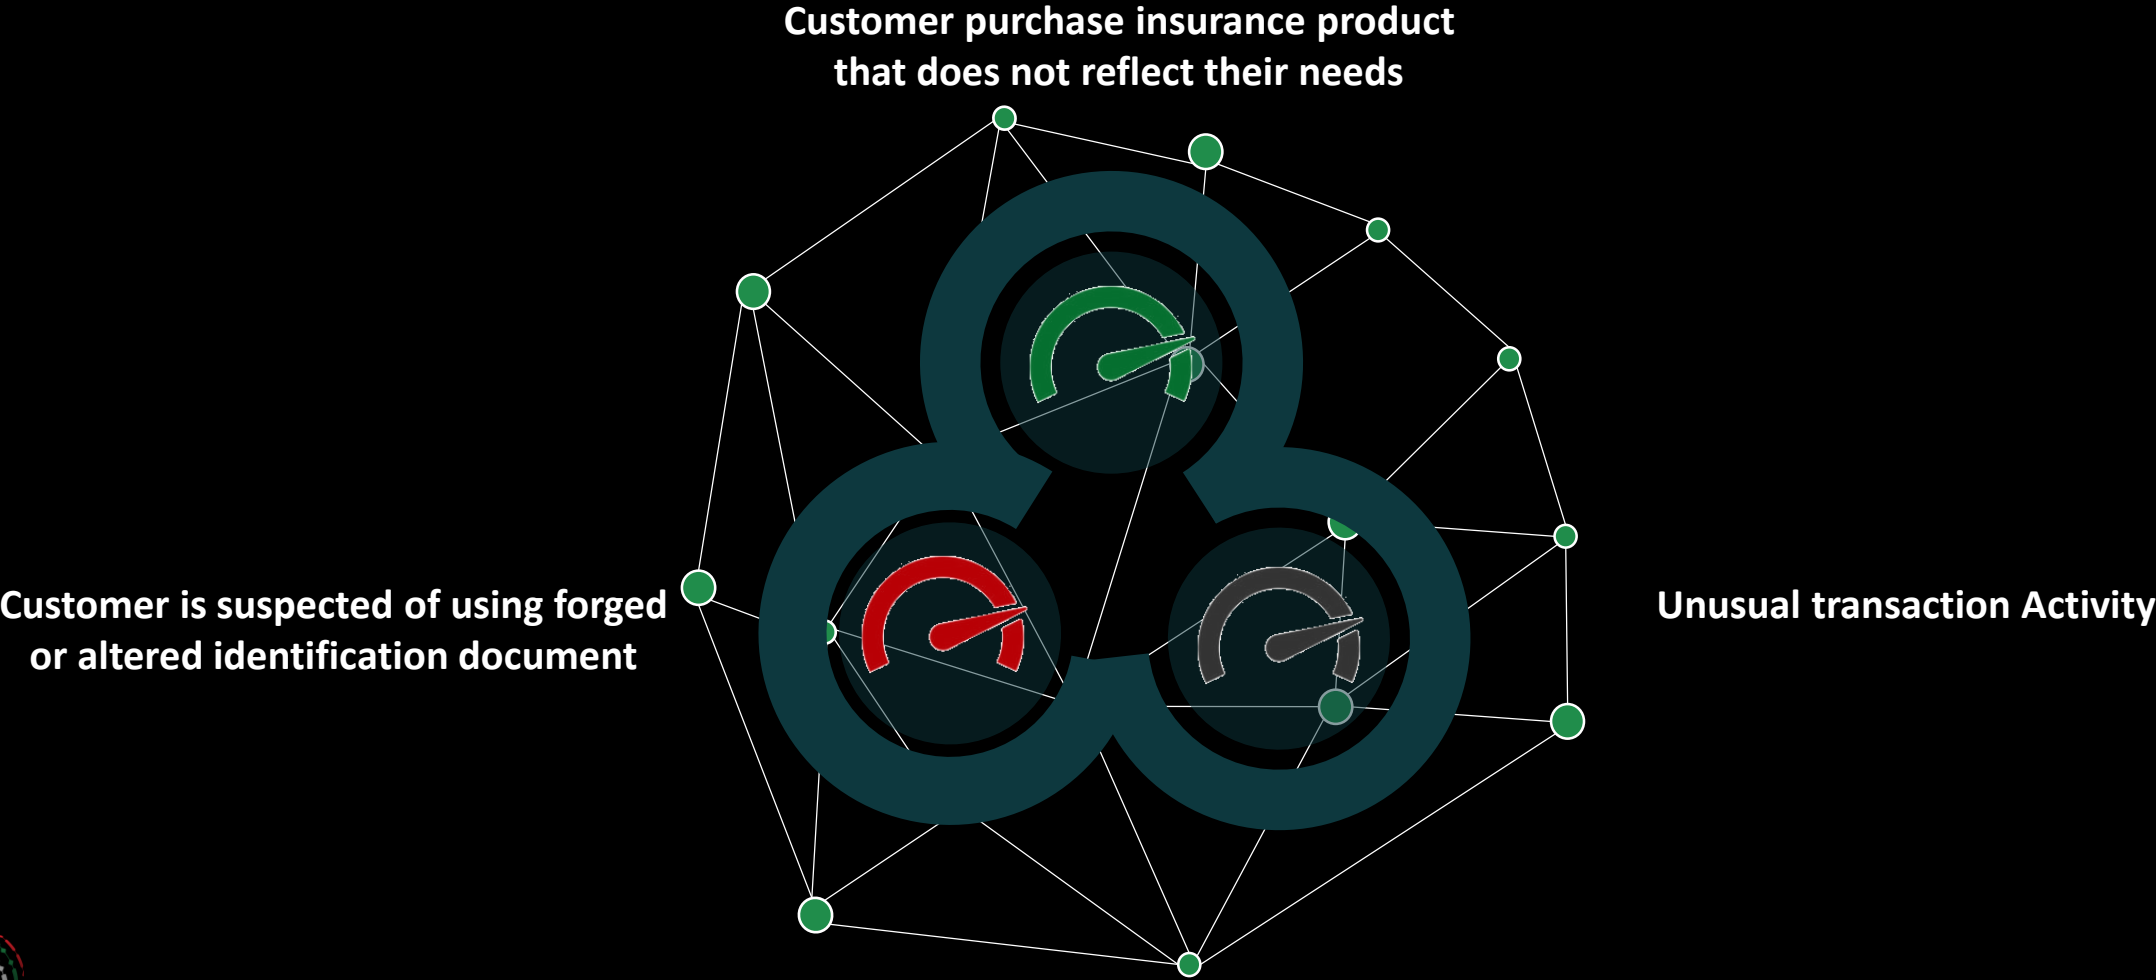 Customer purchase insurance product
that does not reflect their needs
Customer is suspected of using forged
or altered identification document
Unusual transaction Activity